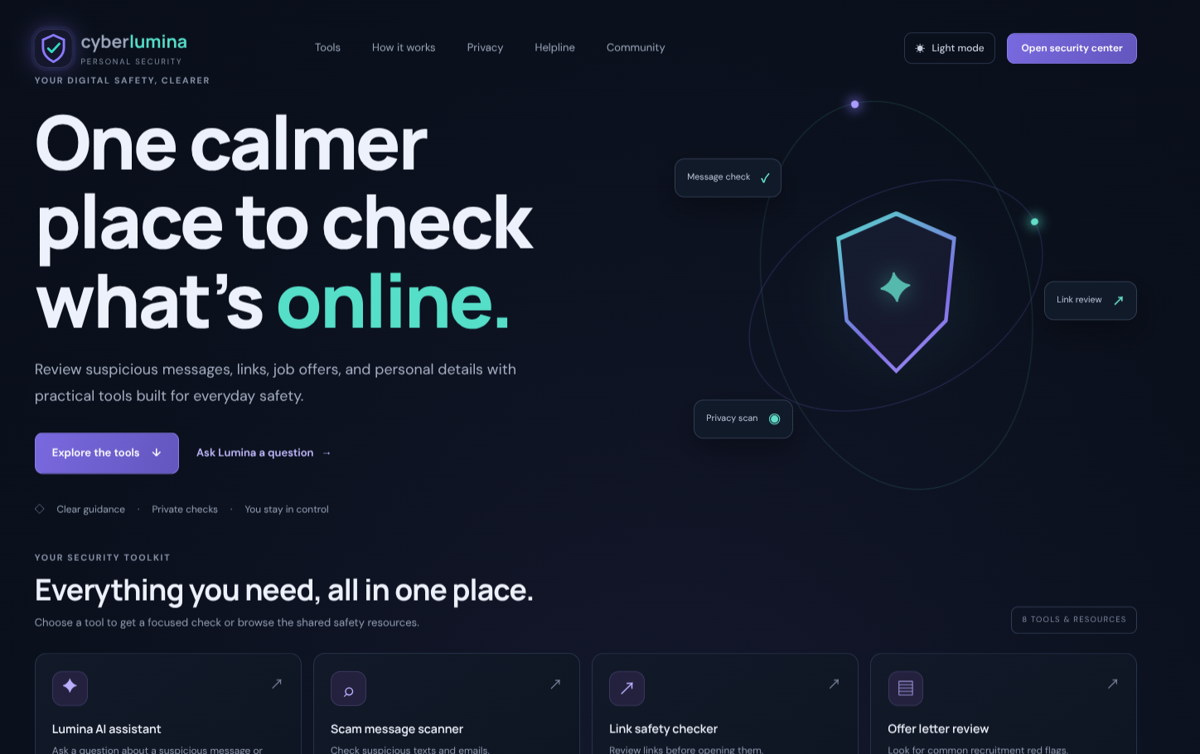 cyberlumina
PERSONAL SECURITY
Tools
How it works
Privacy
Helpline
Community
Light mode
Open security center
YOUR DIGITAL SAFETY, CLEARER
One calmer
place to check
what's online.
Review suspicious messages, links, job offers, and personal details with
practical tools built for everyday safety.
Explore the tools ↓
Ask Lumina a question →
Clear guidance · Private checks · You stay in control
Message check ✓
Link review ↗
Privacy scan
YOUR SECURITY TOOLKIT
Everything you need, all in one place.
Choose a tool to get a focused check or browse the shared safety resources.
8 TOOLS & RESOURCES
Lumina AI assistant
Ask a question about a suspicious message or
Scam message scanner
Check suspicious texts and emails.
Link safety checker
Review links before opening them.
Offer letter review
Look for common recruitment red flags.